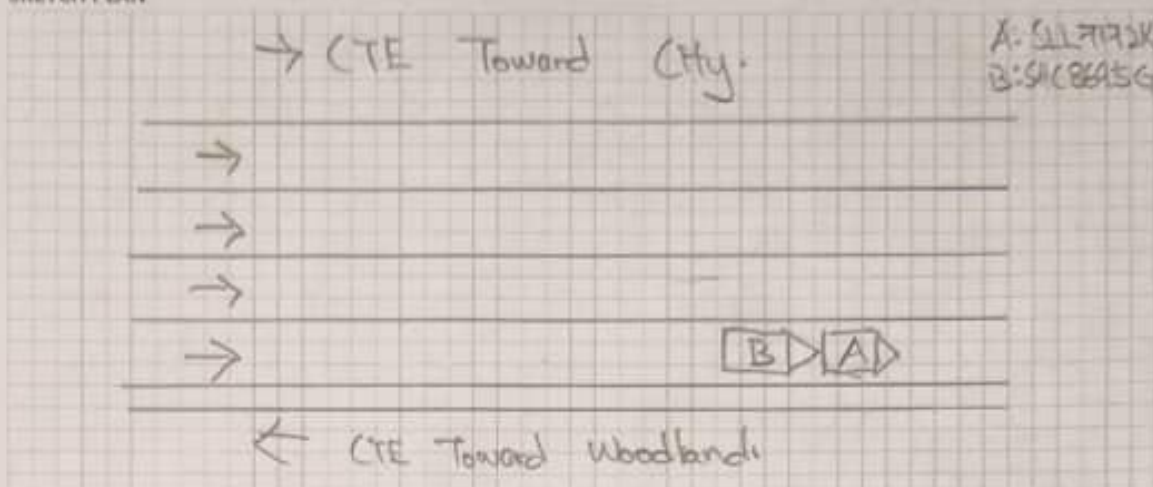 → CTE Toward City.
A:
B:
→
→
→
→
B A
← CTE Toward Woodlands